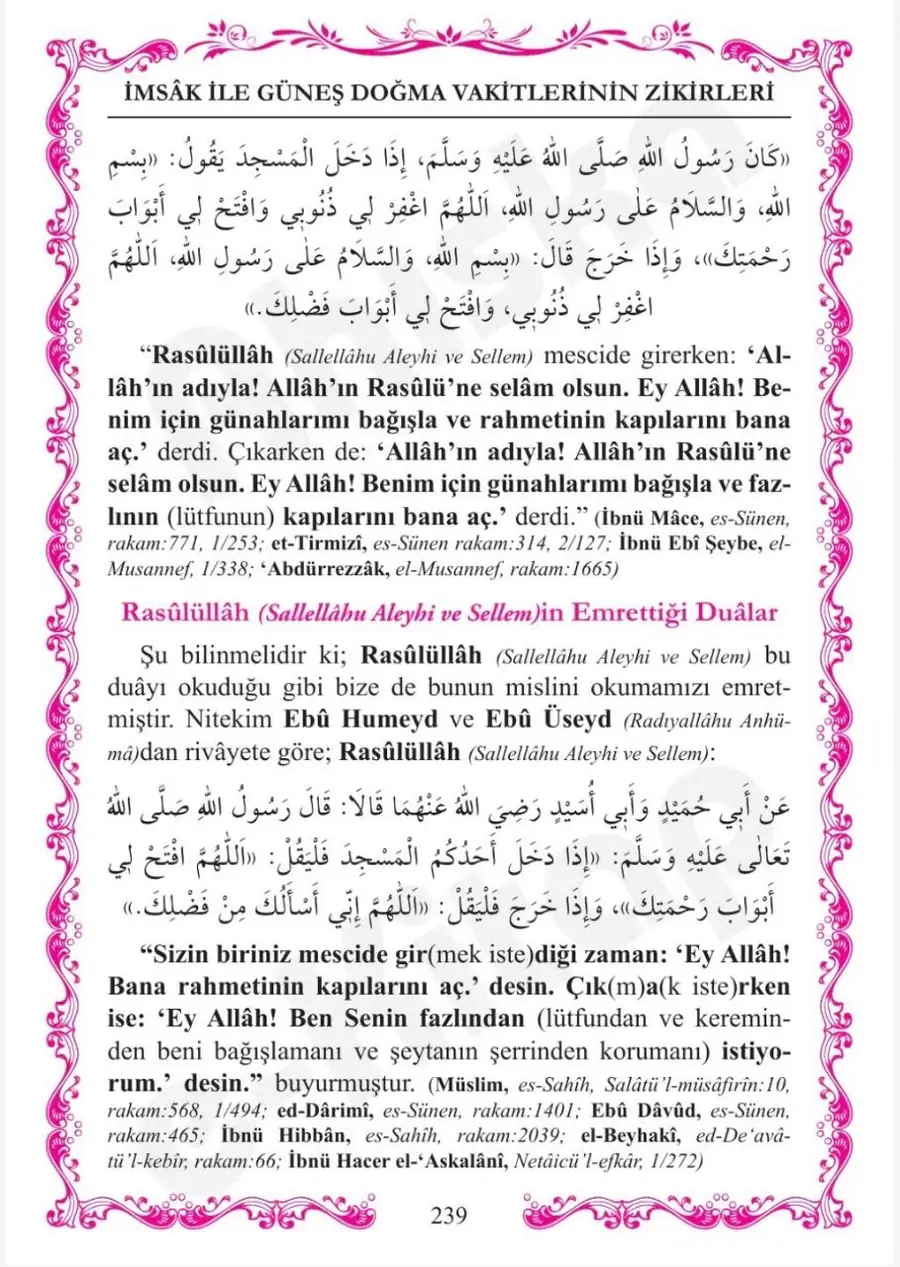 İMSÂK İLE GÜNEŞ DOĞMA VAKİTLERİNİN ZİKİRLERİ
«كَانَ رَسُولُ اللهِ صَلَّى اللهُ عَلَيْهِ وَسَلَّمَ، إِذَا دَخَلَ الْمَسْجِدَ يَقُولُ: «بِسْمِ
اللهِ، وَالسَّلَامُ عَلٰى رَسُولِ اللهِ، اَللّٰهُمَّ اغْفِرْ لِي ذُنُوبِي وَافْتَحْ لِي أَبْوَابَ
رَحْمَتِكَ»، وَإِذَا خَرَجَ قَالَ: «بِسْمِ اللهِ، وَالسَّلَامُ عَلٰى رَسُولِ اللهِ، اَللّٰهُمَّ
اغْفِرْ لِي ذُنُوبِي، وَافْتَحْ لِي أَبْوَابَ فَضْلِكَ.»
“Rasûlüllâh (Sallellâhu Aleyhi ve Sellem) mescide girerken: ‘Al-
lâh’ın adıyla! Allâh’ın Rasûlü’ne selâm olsun. Ey Allâh! Be-
nim için günahlarımı bağışla ve rahmetinin kapılarını bana
aç.’ derdi. Çıkarken de: ‘Allâh’ın adıyla! Allâh’ın Rasûlü’ne
selâm olsun. Ey Allâh! Benim için günahlarımı bağışla ve faz-
lının (lütfunun) kapılarını bana aç.’ derdi.” (İbnü Mâce, es-Sünen,
rakam:771, 1/253; et-Tirmizî, es-Sünen rakam:314, 2/127; İbnü Ebî Şeybe, el-
Musannef, 1/338; ‘Abdürrezzâk, el-Musannef, rakam:1665)
Rasûlüllâh (Sallellâhu Aleyhi ve Sellem)in Emrettiği Duâlar
Şu bilinmelidir ki; Rasûlüllâh (Sallellâhu Aleyhi ve Sellem) bu
duâyı okuduğu gibi bize de bunun mislini okumamızı emret-
miştir. Nitekim Ebû Humeyd ve Ebû Üseyd (Radıyallâhu Anhü-
mâ)dan rivâyete göre; Rasûlüllâh (Sallellâhu Aleyhi ve Sellem):
عَنْ أَبِي حُمَيْدٍ وَأَبِي أُسَيْدٍ رَضِيَ اللهُ عَنْهُمَا قَالَا: قَالَ رَسُولُ اللهِ صَلَّى اللهُ
تَعَالٰى عَلَيْهِ وَسَلَّمَ: «إِذَا دَخَلَ أَحَدُكُمُ الْمَسْجِدَ فَلْيَقُلْ: «اَللّٰهُمَّ افْتَحْ لِي
أَبْوَابَ رَحْمَتِكَ»، وَإِذَا خَرَجَ فَلْيَقُلْ: «اَللّٰهُمَّ إِنِّي أَسْأَلُكَ مِنْ فَضْلِكَ.»
“Sizin biriniz mescide gir(mek iste)diği zaman: ‘Ey Allâh!
Bana rahmetinin kapılarını aç.’ desin. Çık(m)a(k iste)rken
ise: ‘Ey Allâh! Ben Senin fazlından (lütfundan ve keremin-
den beni bağışlamanı ve şeytanın şerrinden korumanı) istiyo-
rum.’ desin.” buyurmuştur. (Müslim, es-Sahîh, Salâtü’l-müsâfirîn:10,
rakam:568, 1/494; ed-Dârimî, es-Sünen, rakam:1401; Ebû Dâvûd, es-Sünen,
rakam:465; İbnü Hibbân, es-Sahîh, rakam:2039; el-Beyhakî, ed-De‘avâ-
tü’l-kebîr, rakam:66; İbnü Hacer el-‘Askalânî, Netâicü’l-efkâr, 1/272)
239